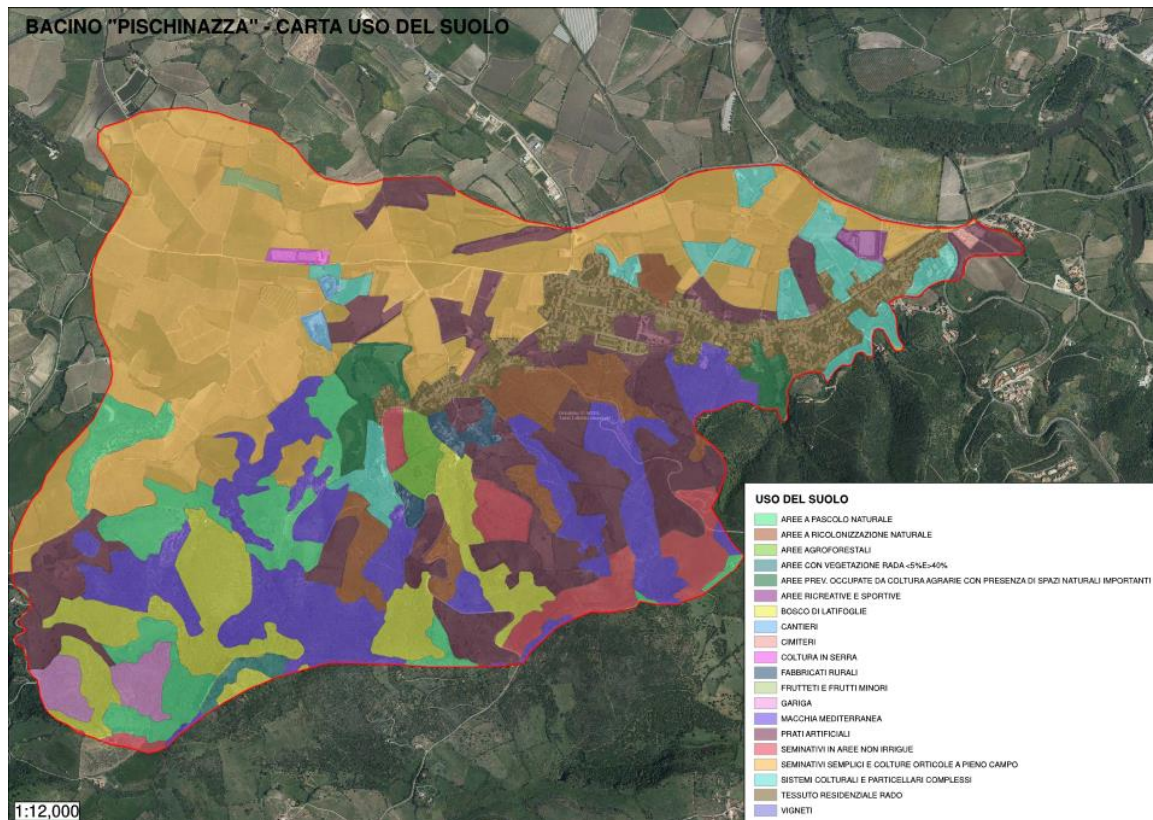 BACINO "PISCHINAZZA" - CARTA USO DEL SUOLO
USO DEL SUOLO
AREE A PASCOLO NATURALE
AREE A RICOLONIZZAZIONE NATURALE
AREE AGROFORESTALI
AREE CON VEGETAZIONE RADA <5%E>40%
AREE PREV. OCCUPATE DA COLTURA AGRARIE CON PRESENZA DI SPAZI NATURALI IMPORTANTI
AREE RICREATIVE E SPORTIVE
BOSCO DI LATIFOGLIE
CANTIERI
CIMITERI
COLTURA IN SERRA
FABBRICATI RURALI
FRUTTETI E FRUTTI MINORI
GARIGA
MACCHIA MEDITERRANEA
PRATI ARTIFICIALI
SEMINATIVI IN AREE NON IRRIGUE
SEMINATIVI SEMPLICI E COLTURE ORTICOLE A PIENO CAMPO
SISTEMI COLTURALI E PARTICELLARI COMPLESSI
TESSUTO RESIDENZIALE RADO
VIGNETI
1:12,000